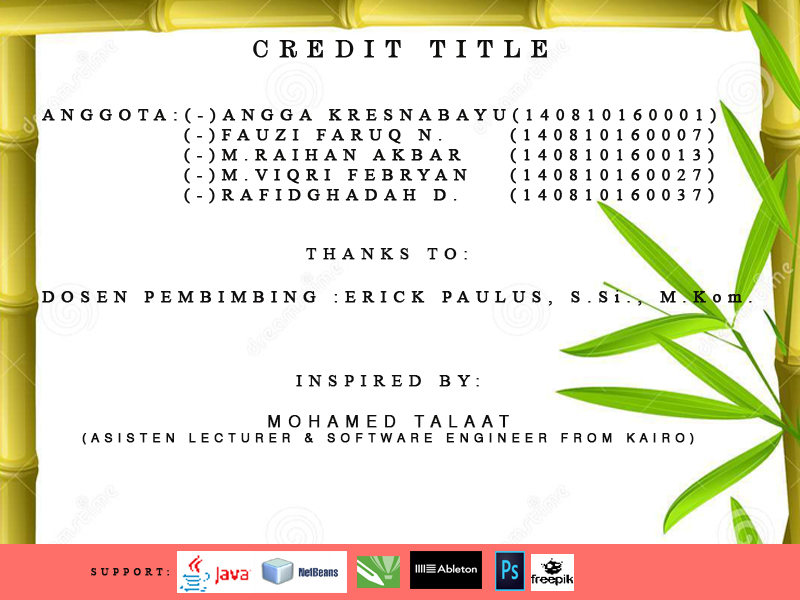 CREDIT TITLE
ANGGOTA:(-)ANGGA KRESNABAYU(140810160001)
(-)FAUZI FARUQ N. (140810160007)
(-)M.RAIHAN AKBAR (140810160013)
(-)M.VIQRI FEBRYAN (140810160027)
(-)RAFIDGHADAH D. (140810160037)
THANKS TO:
DOSEN PEMBIMBING :ERICK PAULUS, S.Si., M.Kom.
INSPIRED BY:
MOHAMED TALAAT
(ASISTEN LECTURER & SOFTWARE ENGINEER FROM KAIRO)
SUPPORT: Java NetBeans Ableton Ps freepik